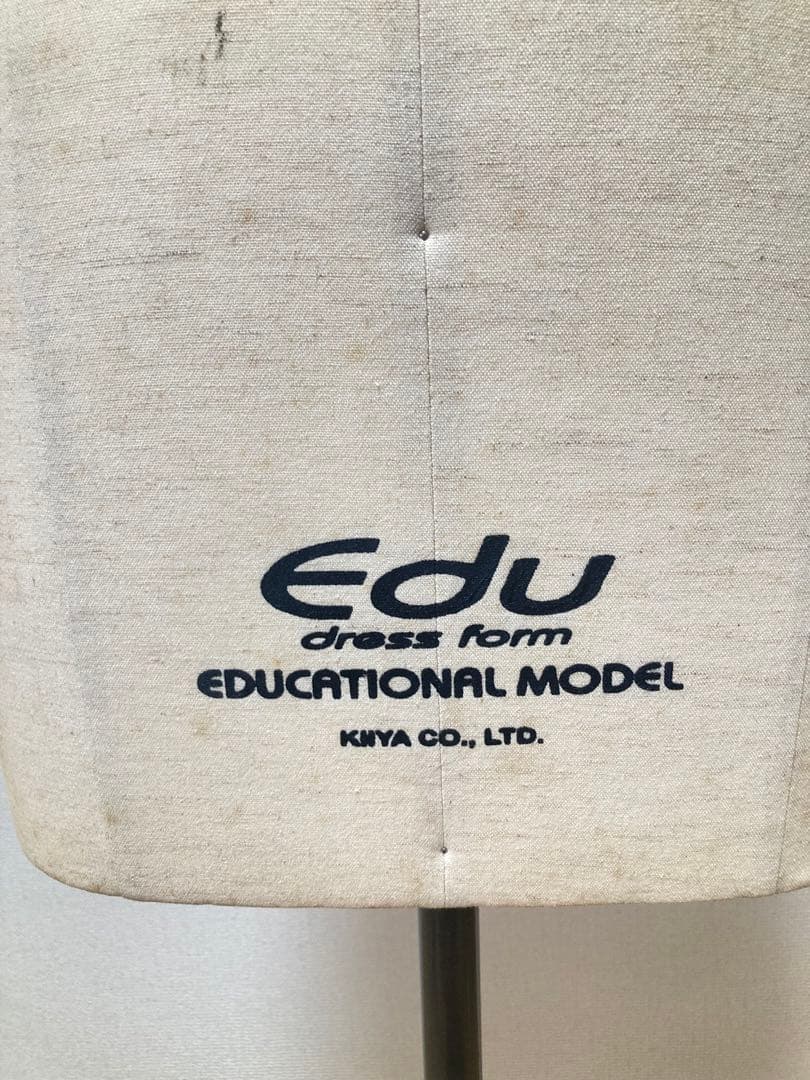 Edu
dress form
EDUCATIONAL MODEL
KIIYA CO., LTD.